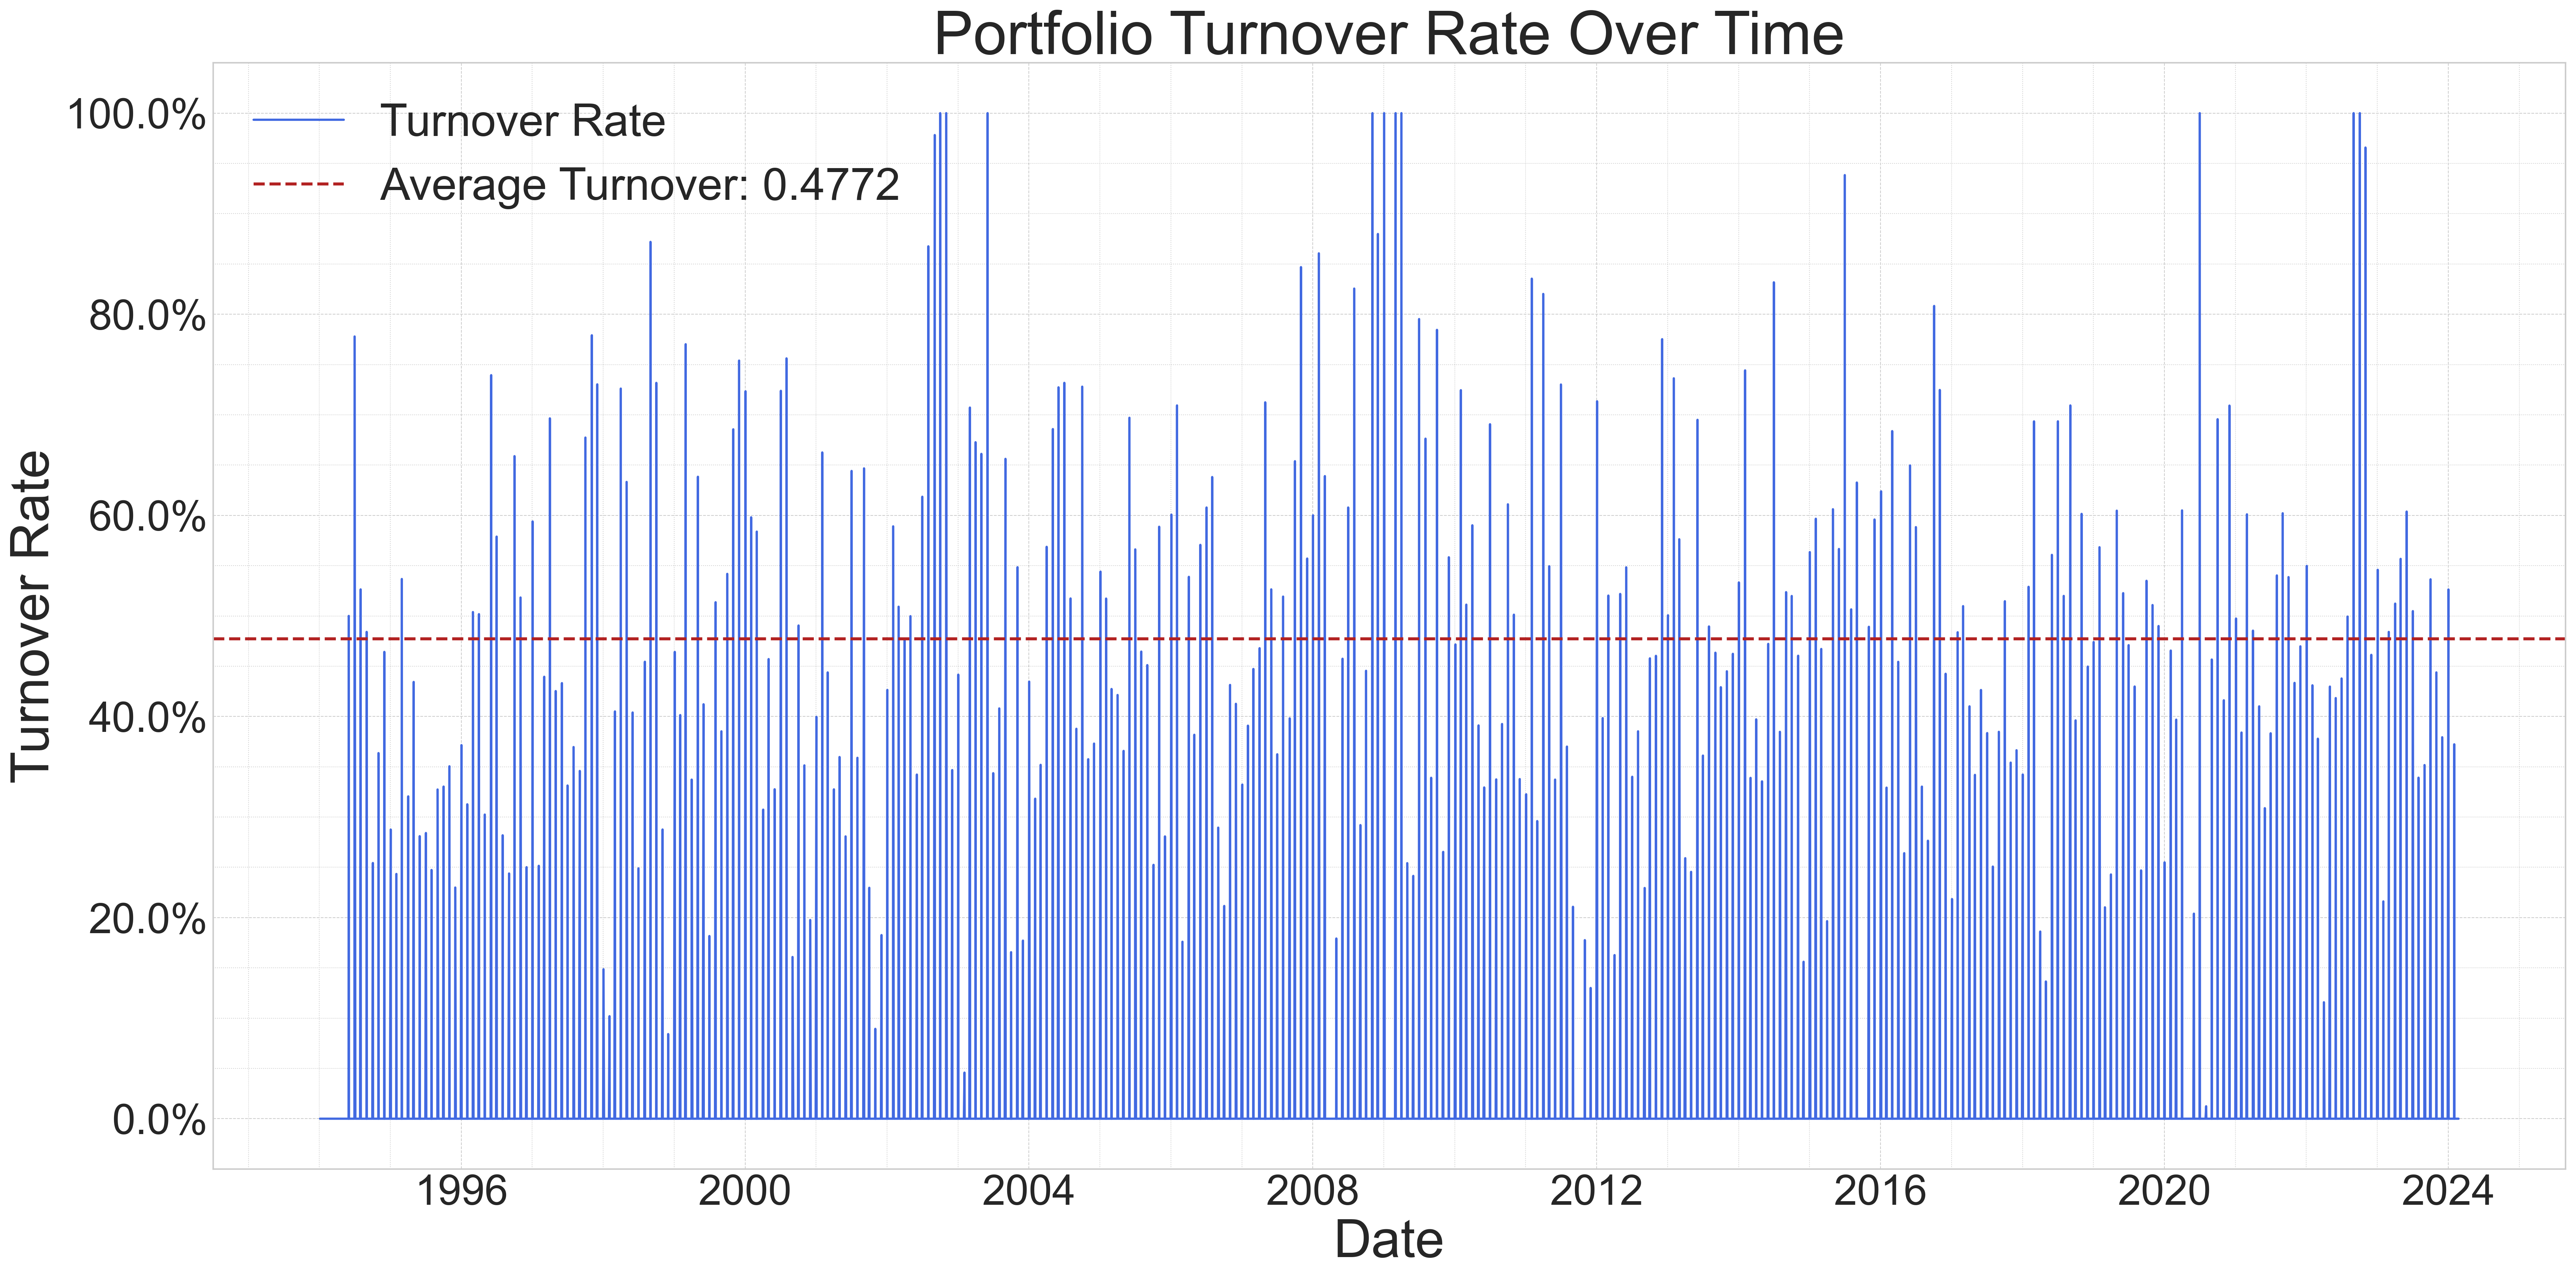 Portfolio Turnover Rate Over Time
Turnover Rate
Average Turnover: 0.4772
Turnover Rate
100.0%
80.0%
60.0%
40.0%
20.0%
0.0%
1996 2000 2004 2008 2012 2016 2020 2024
Date